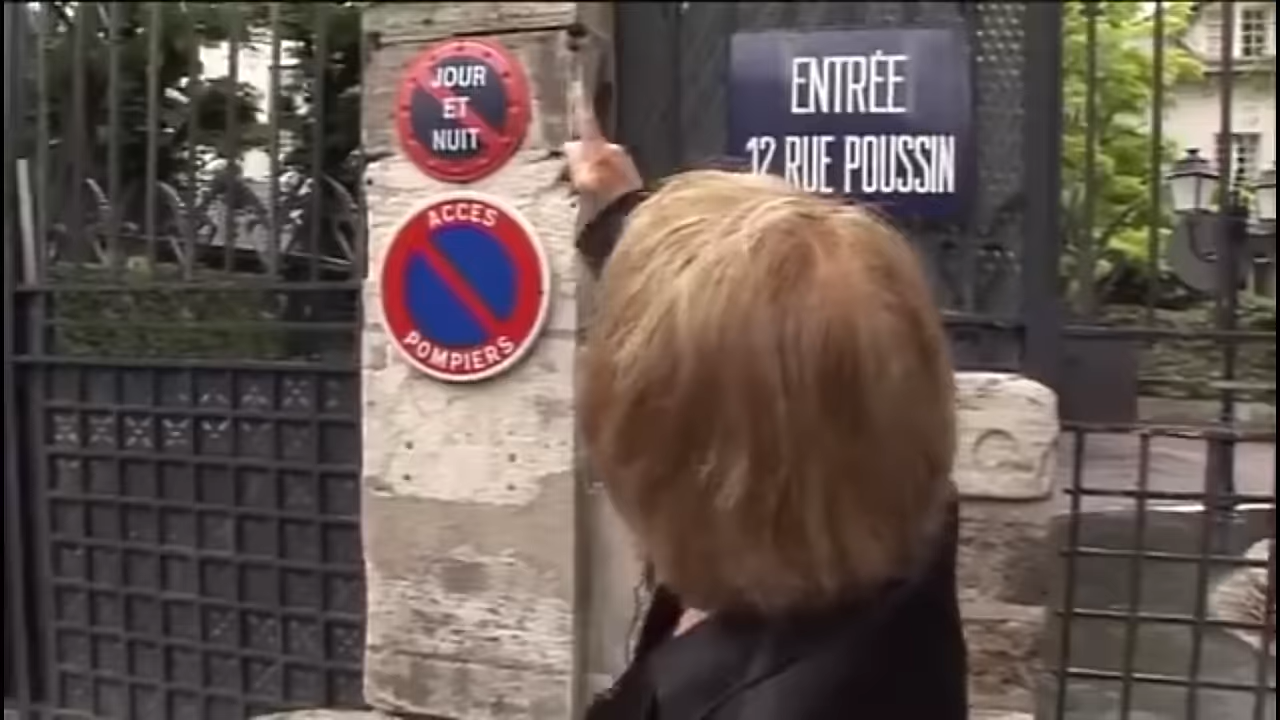 JOUR
ET
NUIT
ACCES
POMPIERS
ENTRÉE
12 RUE POUSSIN